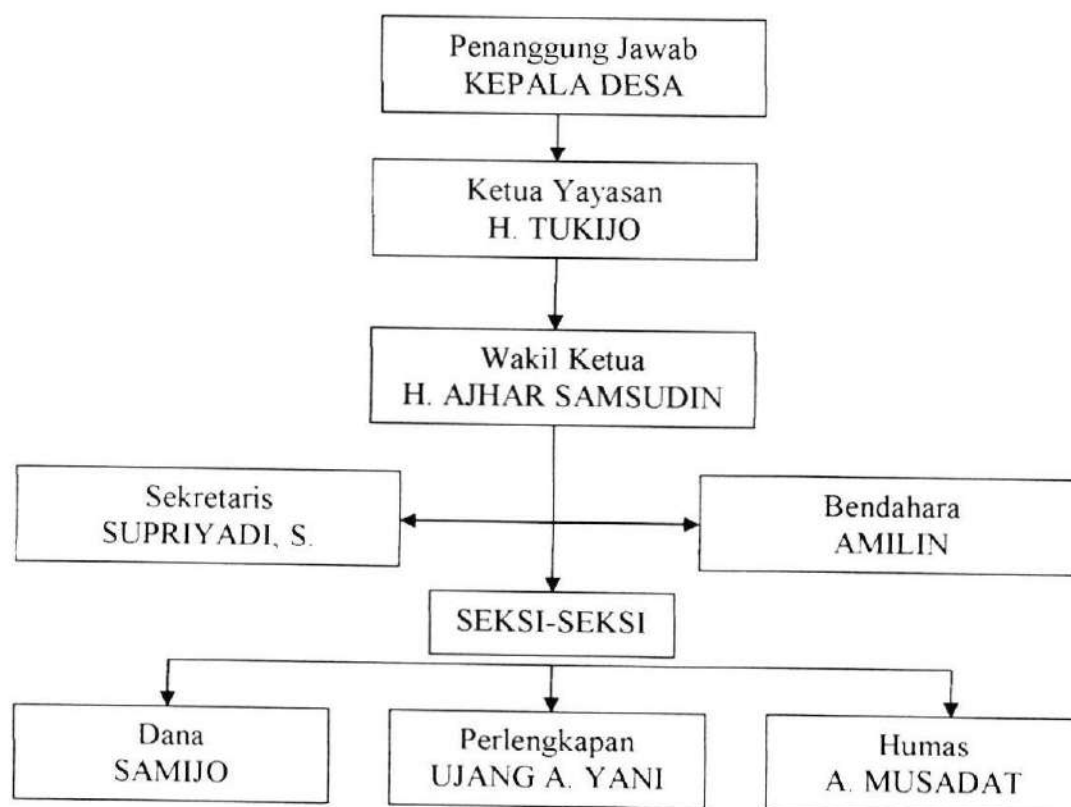 Penanggung Jawab
KEPALA DESA
Ketua Yayasan
H. TUKIJO
Wakil Ketua
H. AJHAR SAMSUDIN
Sekretaris
SUPRIYADI, S.
Bendahara
AMILIN
SEKSI-SEKSI
Dana
SAMIJO
Perlengkapan
UJANG A. YANI
Humas
A. MUSADAT